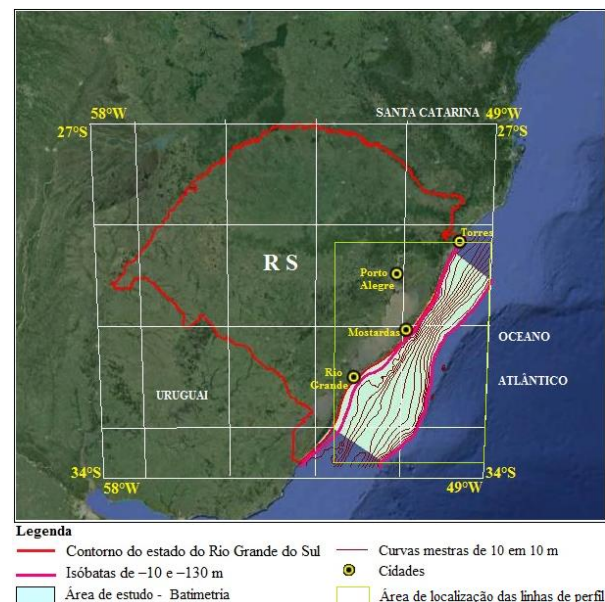 58°W
SANTA CATARINA 49°W
27°S
27°S
Torres
R S
Porto
Alegre
Mostardas
OCEANO
Rio
Grande
ATLÂNTICO
URUGUAI
34°S
34°S
58°W
49°W
Legenda
Contorno do estado do Rio Grande do Sul
Curvas mestras de 10 em 10 m
Isóbatas de –10 e –130 m
Cidades
Área de estudo - Batimetria
Área de localização das linhas de perfil